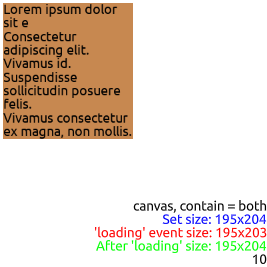 Lorem ipsum dolor
sit e
Consectetur
adipiscing elit.
Vivamus id.
Suspendisse
sollicitudin posuere
felis.
Vivamus consectetur
ex magna, non mollis.
canvas, contain = both
Set size: 195x204
'loading' event size: 195x203
After 'loading' size: 195x204
10